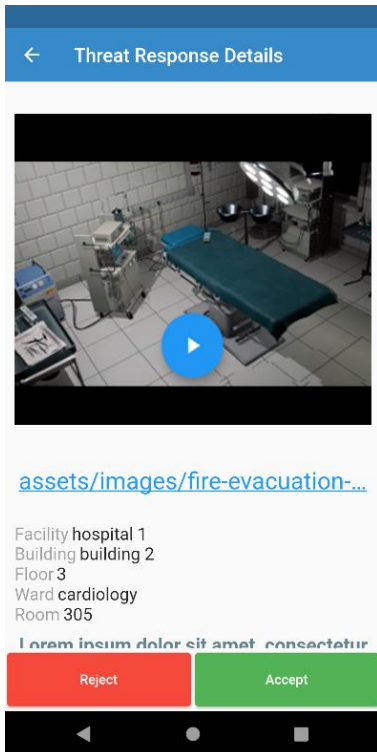 Threat Response Details
assets/images/fire-evacuation-...
Facility hospital 1
Building building 2
Floor 3
Ward cardiology
Room 305
Lorem ipsum dolor sit amet, consectetur
Reject
Accept